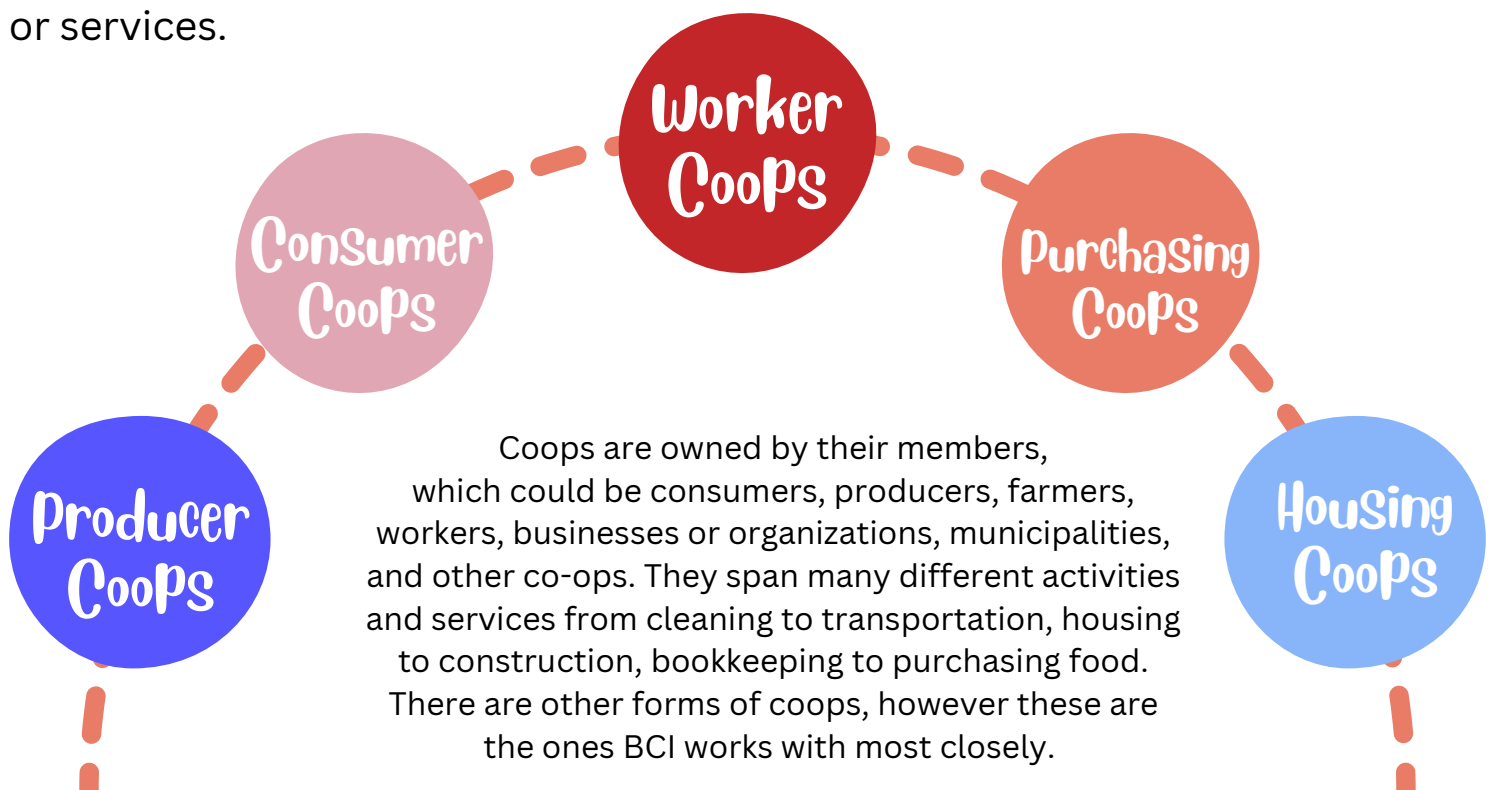 or services.
Worker
Coops
Consumer
Coops
Purchasing
Coops
Producer
Coops
Housing
Coops
Coops are owned by their members,
which could be consumers, producers, farmers,
workers, businesses or organizations, municipalities,
and other co-ops. They span many different activities
and services from cleaning to transportation, housing
to construction, bookkeeping to purchasing food.
There are other forms of coops, however these are
the ones BCI works with most closely.